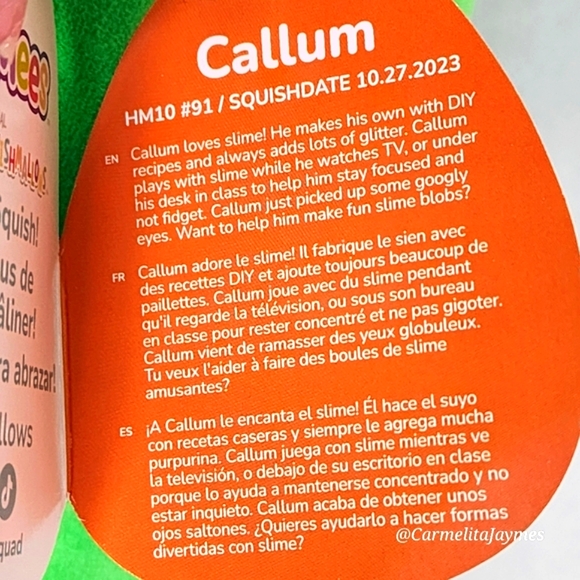 Callum
HM10 #91 / SQUISHDATE 10.27.2023
EN Callum loves slime! He makes his own with DIY
recipes and always adds lots of glitter. Callum
plays with slime while he watches TV, or under
his desk in class to help him stay focused and
not fidget. Callum just picked up some googly
eyes. Want to help him make fun slime blobs?
FR Callum adore le slime! Il fabrique le sien avec
des recettes DIY et ajoute toujours beaucoup de
paillettes. Callum joue avec du slime pendant
qu'il regarde la télévision, ou sous son bureau
en classe pour rester concentré et ne pas gigoter.
Callum vient de ramasser des yeux globuleux.
Tu veux l'aider à faire des boules de slime
amusantes?
ES ¡A Callum le encanta el slime! Él hace el suyo
con recetas caseras y siempre le agrega mucha
purpurina. Callum juega con slime mientras ve
la televisión, o debajo de su escritorio en clase
porque lo ayuda a mantenerse concentrado y no
estar inquieto. Callum acaba de obtener unos
ojos saltones. ¿Quieres ayudarlo a hacer formas
divertidas con slime?
@Carmelitafaymes
quish!
us de
âliner!
ra abrazar!
llows
quad